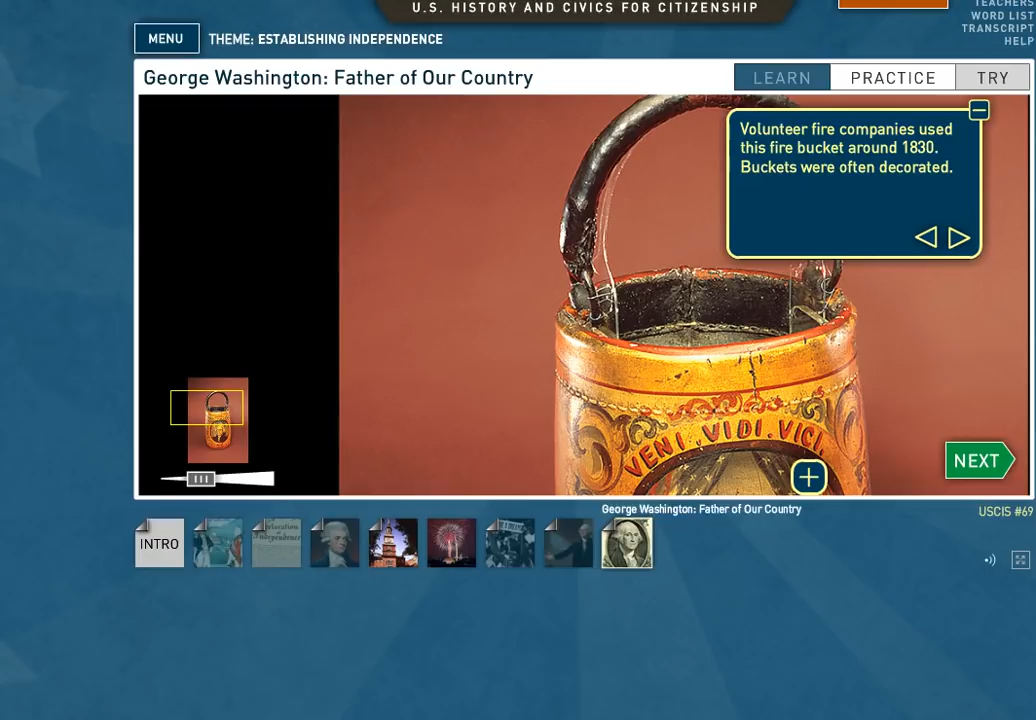 U.S. HISTORY AND CIVICS FOR CITIZENSHIP
TEACHERS
WORD LIST
TRANSCRIPT
HELP
MENU
THEME: ESTABLISHING INDEPENDENCE
George Washington: Father of Our Country
LEARN
PRACTICE
TRY
Volunteer fire companies used
this fire bucket around 1830.
Buckets were often decorated.
VENI . VIDI . VICI.
NEXT
George Washington: Father of Our Country
USCIS #69
INTRO
Independence